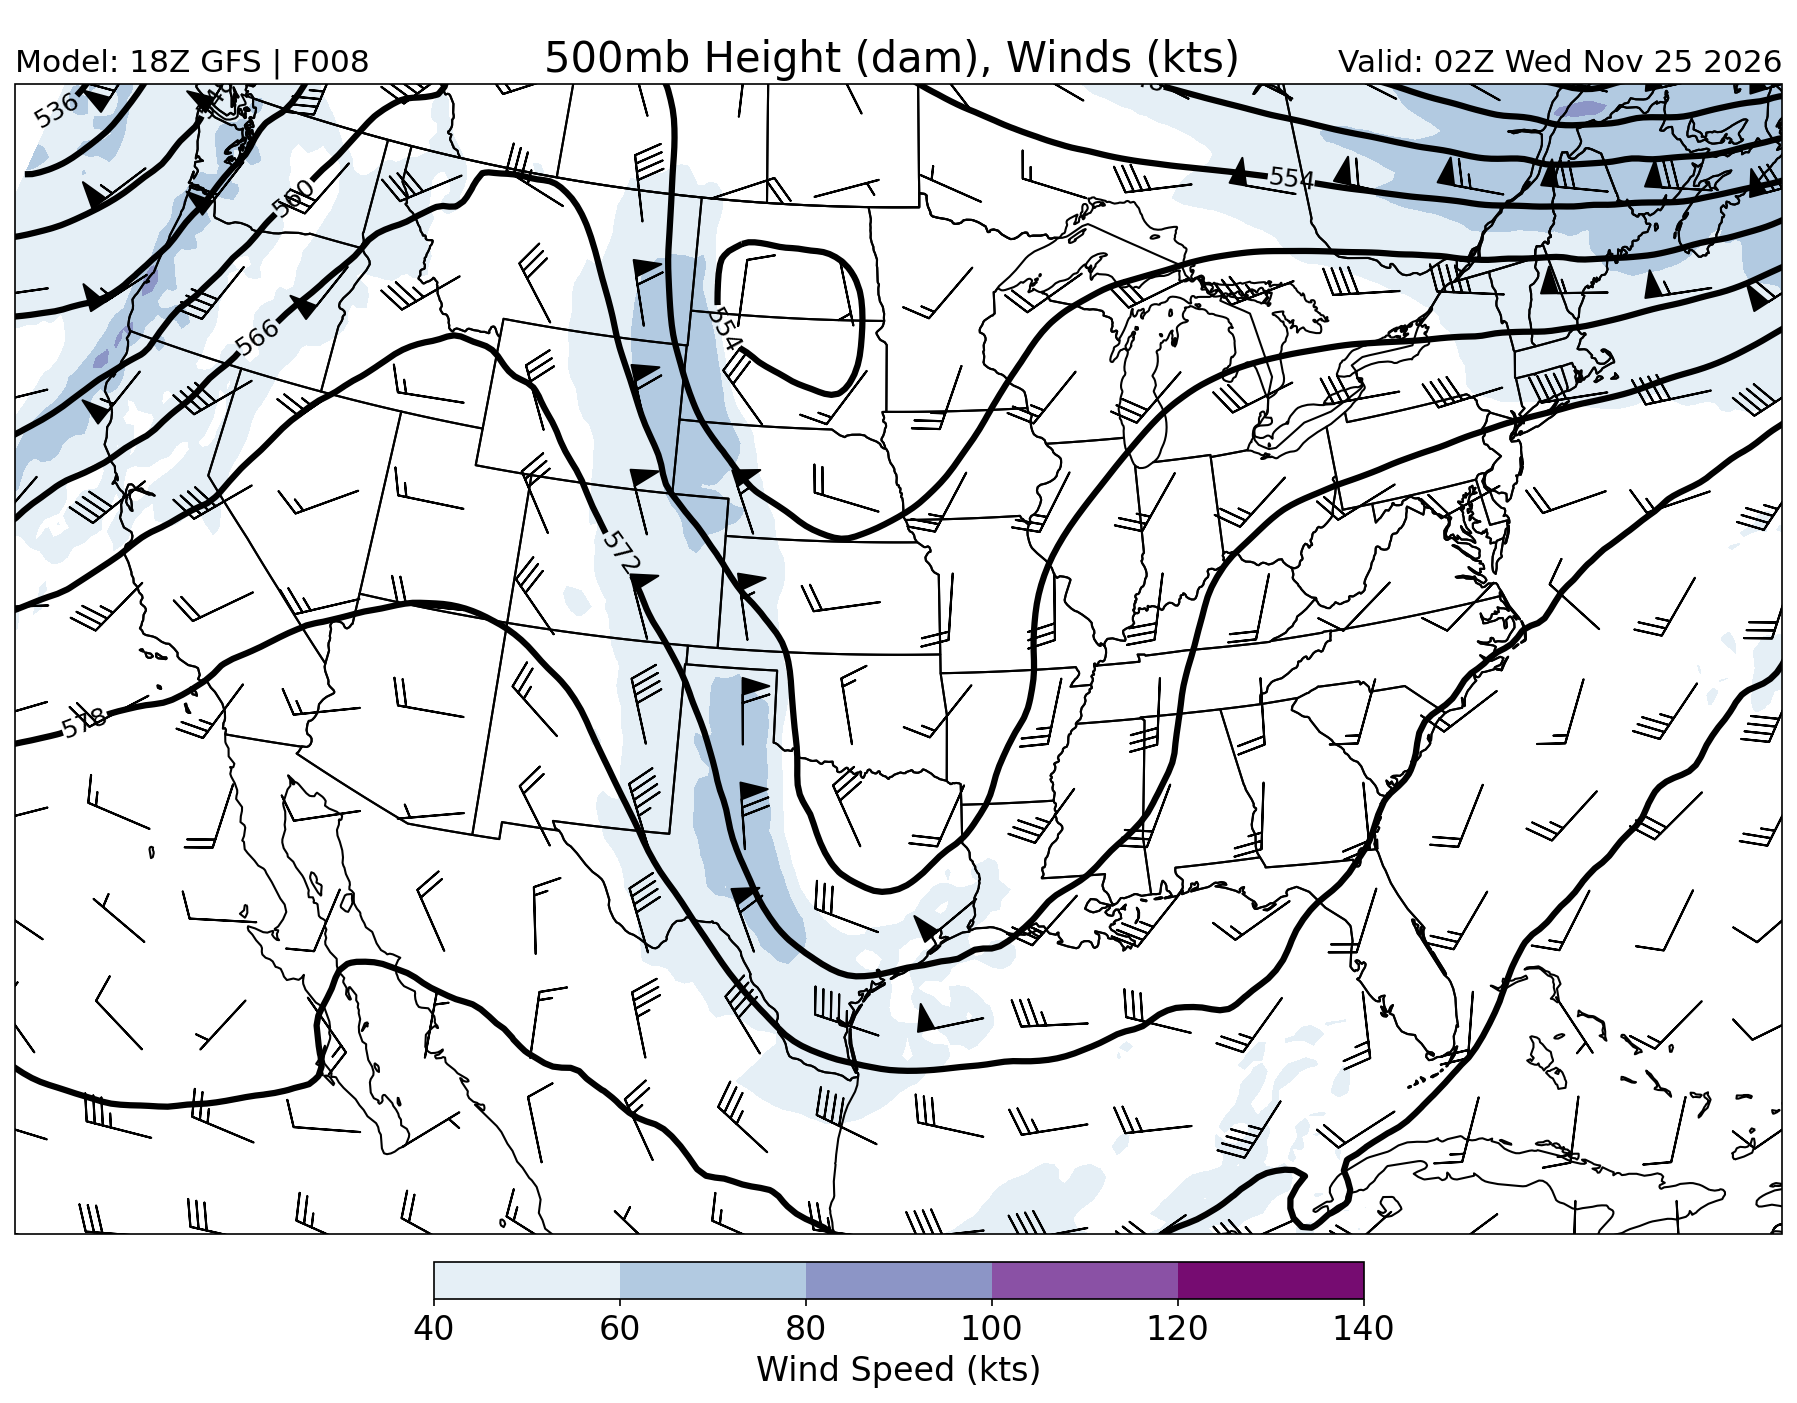 Model: 18Z GFS | F008
500mb Height (dam), Winds (kts)
Valid: 02Z Wed Nov 25 2026
536
560
554
566
554
572
578
40 60 80 100 120 140
Wind Speed (kts)